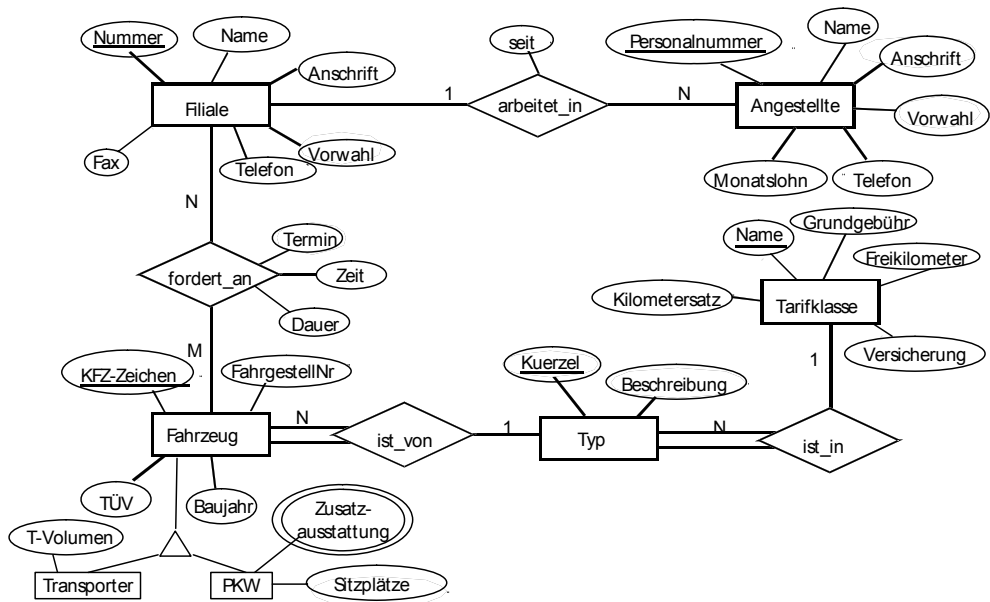 Nummer
Name
Anschrift
Filiale
Fax
Telefon
Vorwahl
seit
1
arbeitet_in
N
Personalnummer
Name
Anschrift
Angestellte
Vorwahl
Monatslohn
Telefon
N
Termin
fordert_an
Zeit
Dauer
M
Name
Grundgebühr
Freikilometer
Kilometersatz
Tarifklasse
Versicherung
1
KFZ-Zeichen
FahrgestellNr
Fahrzeug
N
ist_von
1
Kuerzel
Beschreibung
Typ
N
ist_in
TÜV
Baujahr
Zusatz-
ausstattung
T-Volumen
Transporter
PKW
Sitzplätze